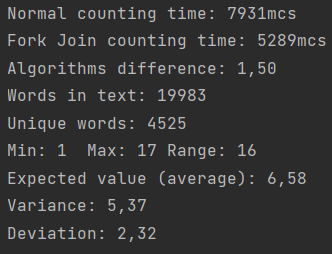 Normal counting time: 7931mcs
Fork Join counting time: 5289mcs
Algorithms difference: 1,50
Words in text: 19983
Unique words: 4525
Min: 1  Max: 17 Range: 16
Expected value (average): 6,58
Variance: 5,37
Deviation: 2,32